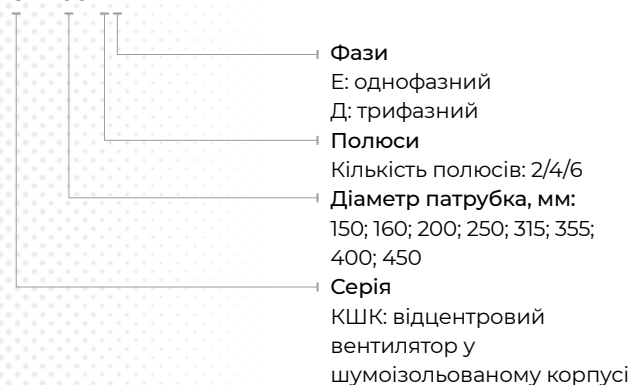 Фази
Е: однофазний
Д: трифазний
Полюси
Кількість полюсів: 2/4/6
Діаметр патрубка, мм:
150; 160; 200; 250; 315; 355;
400; 450
Серія
КШК: відцентровий
вентилятор у
шумоізольованому корпусі